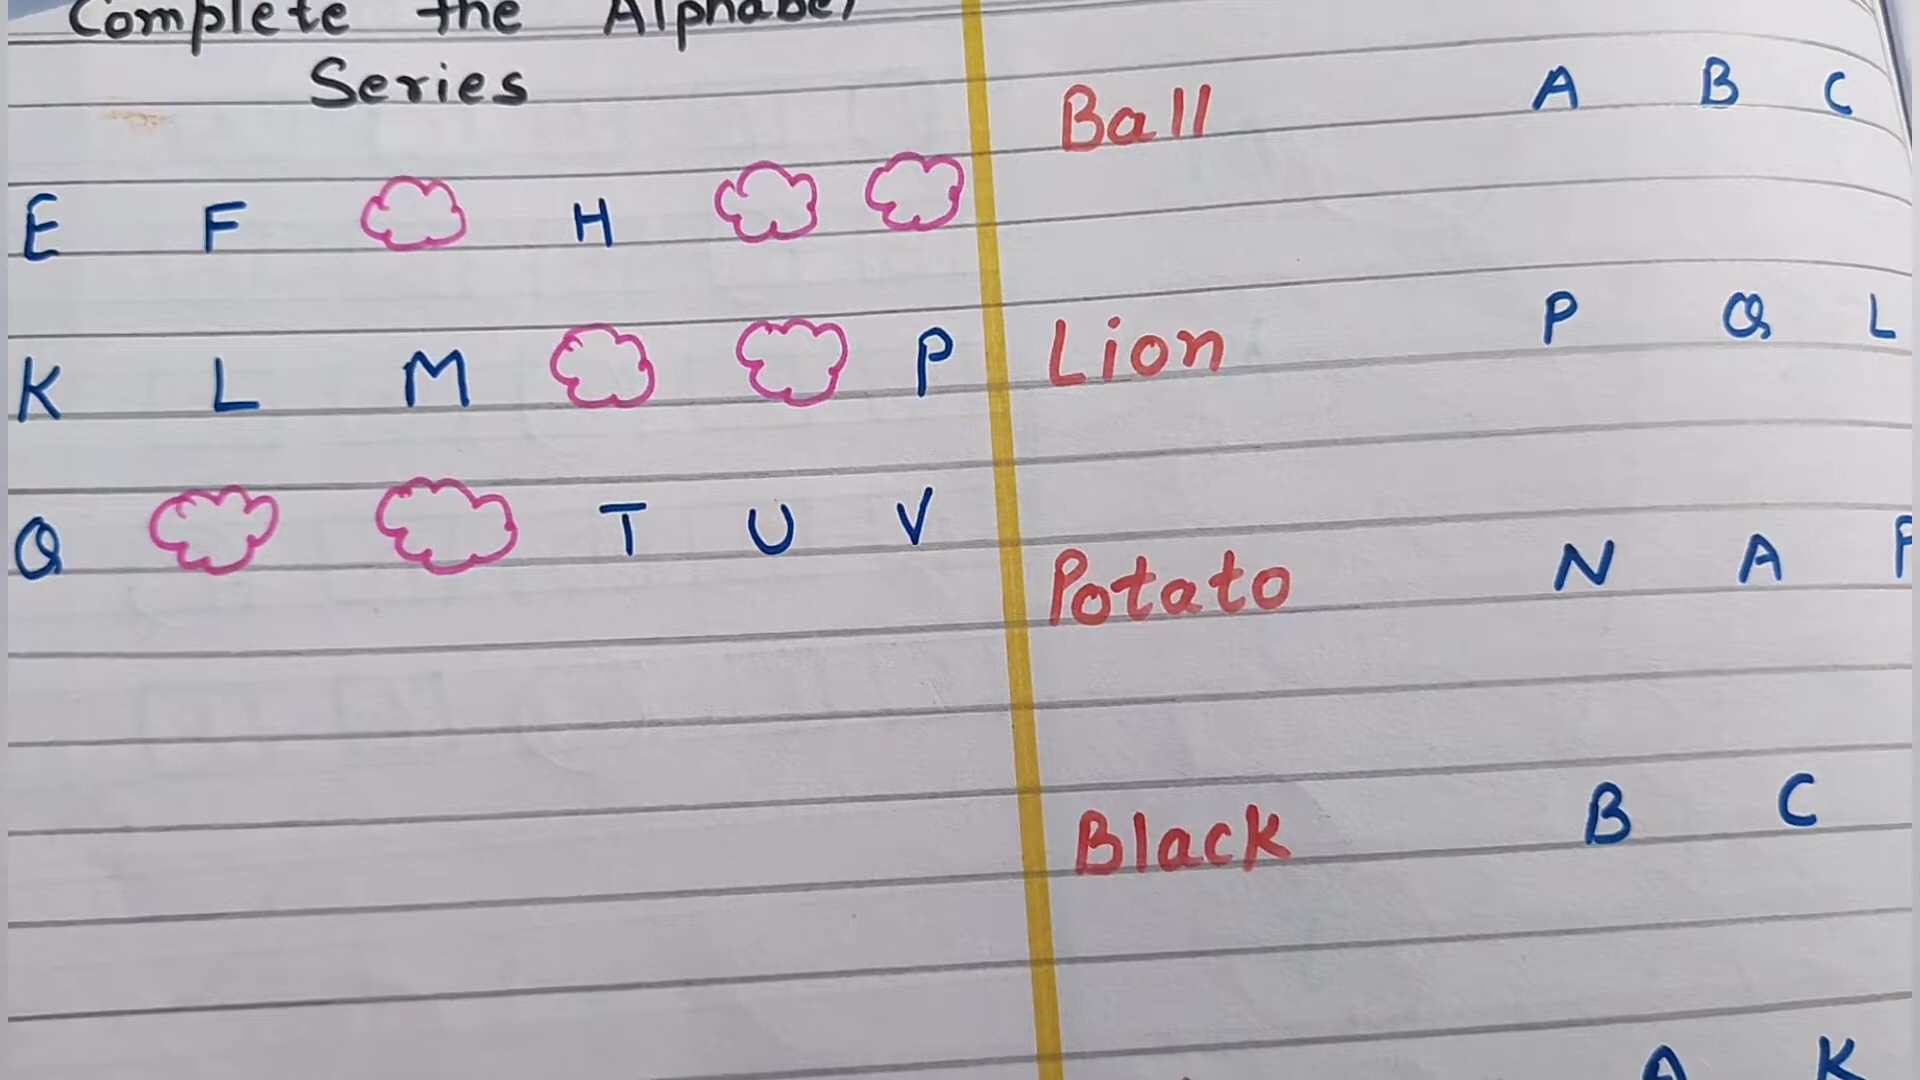 Complete the Alphabet
Series
E F H
K L M P
Q T U V
Ball A B C
Lion P Q L
Potato N A P
Black B C
A K